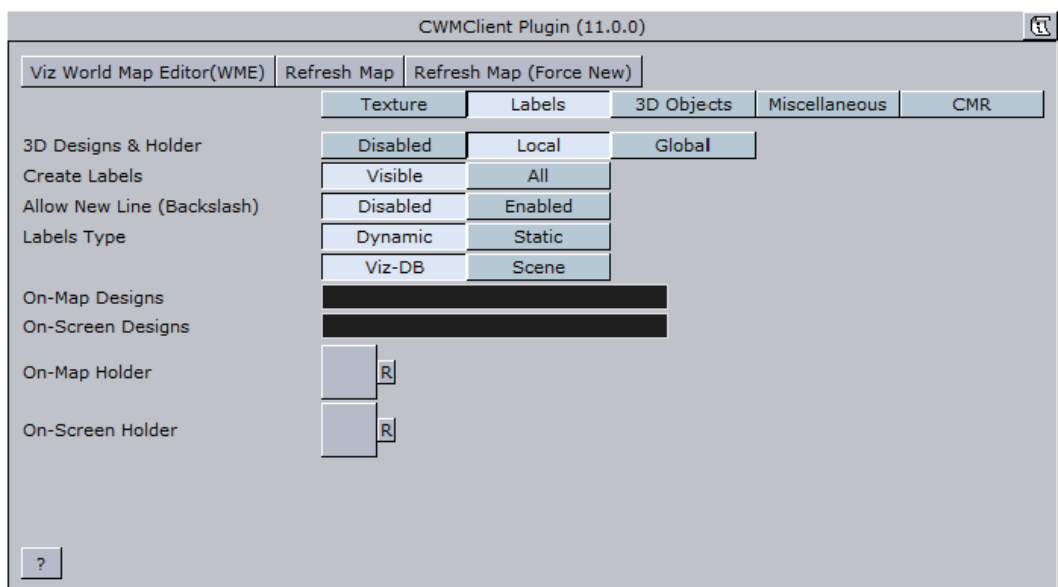 CWMClient Plugin (11.0.0)
Viz World Map Editor(WME) Refresh Map Refresh Map (Force New)
Texture Labels 3D Objects Miscellaneous CMR
3D Designs & Holder Disabled Local Global
Create Labels Visible All
Allow New Line (Backslash) Disabled Enabled
Labels Type Dynamic Static
Viz-DB Scene
On-Map Designs
On-Screen Designs
On-Map Holder R
On-Screen Holder R
?